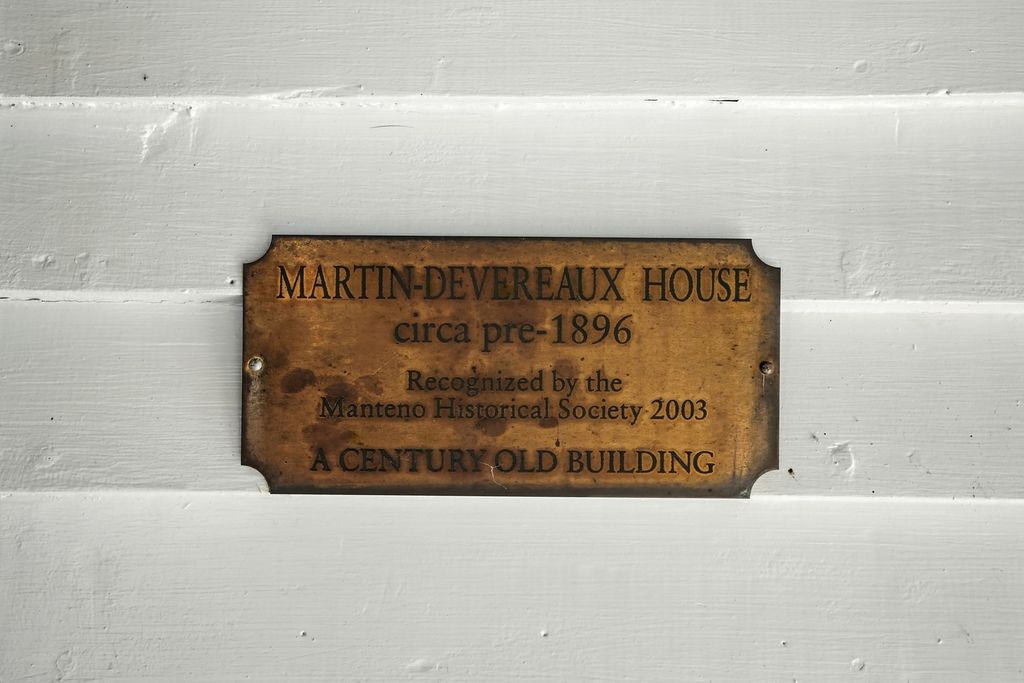 MARTIN-DEVEREAUX HOUSE
circa pre-1896
Recognized by the
Manteno Historical Society 2003
A CENTURY OLD BUILDING